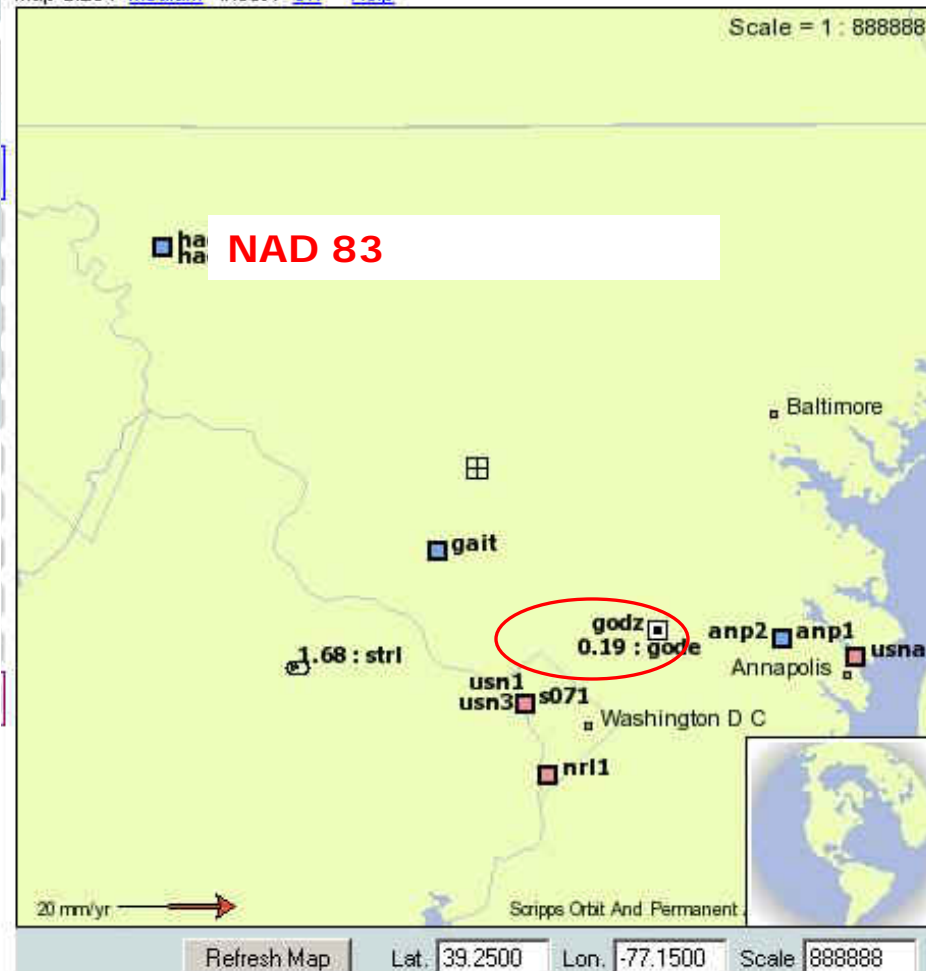 Scale = 1 : 888888
NAD 83
Baltimore
gait
godz
0.19 : gode
anp2
anp1
usna
Annapolis
1.68 : strl
usn1
usn3
s071
Washington D C
nrl1
20 mm/yr
Scripps Orbit And Permanent
Refresh Map
Lat. 39.2500
Lon. -77.1500
Scale 888888